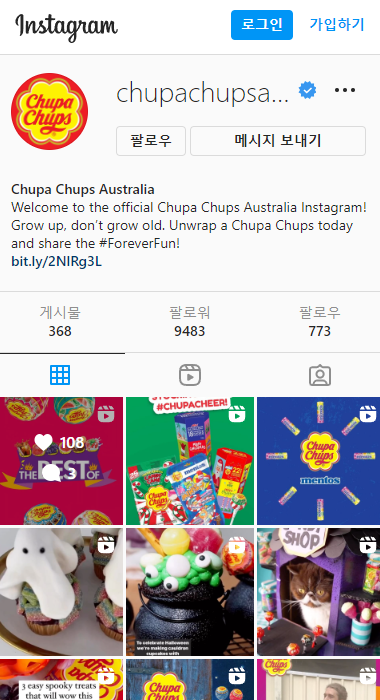 Instagram
로그인
가입하기
Chupa Chups
chupachupsa...
팔로우
메시지 보내기
Chupa Chups Australia
Welcome to the official Chupa Chups Australia Instagram!
Grow up, don't grow old. Unwrap a Chupa Chups today
and share the #ForeverFun!
bit.ly/2NIRg3L
게시물
팔로워
팔로우
368
9483
773
108
THE BEST OF
#CHUPACHEER!
Chupa Chups
mentos
SHOP
To celebrate Halloween
we're making cauldron
cupcakes with
3 easy spooky treats
that will wow this